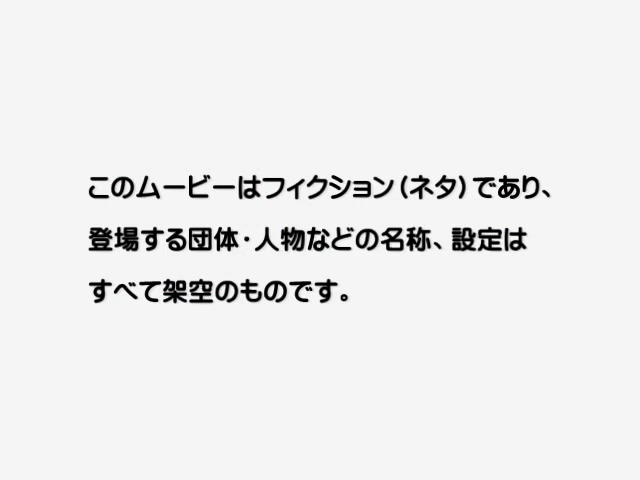 このムービーはフィクション（ネタ）であり、
登場する団体・人物などの名称、設定は
すべて架空のものです。